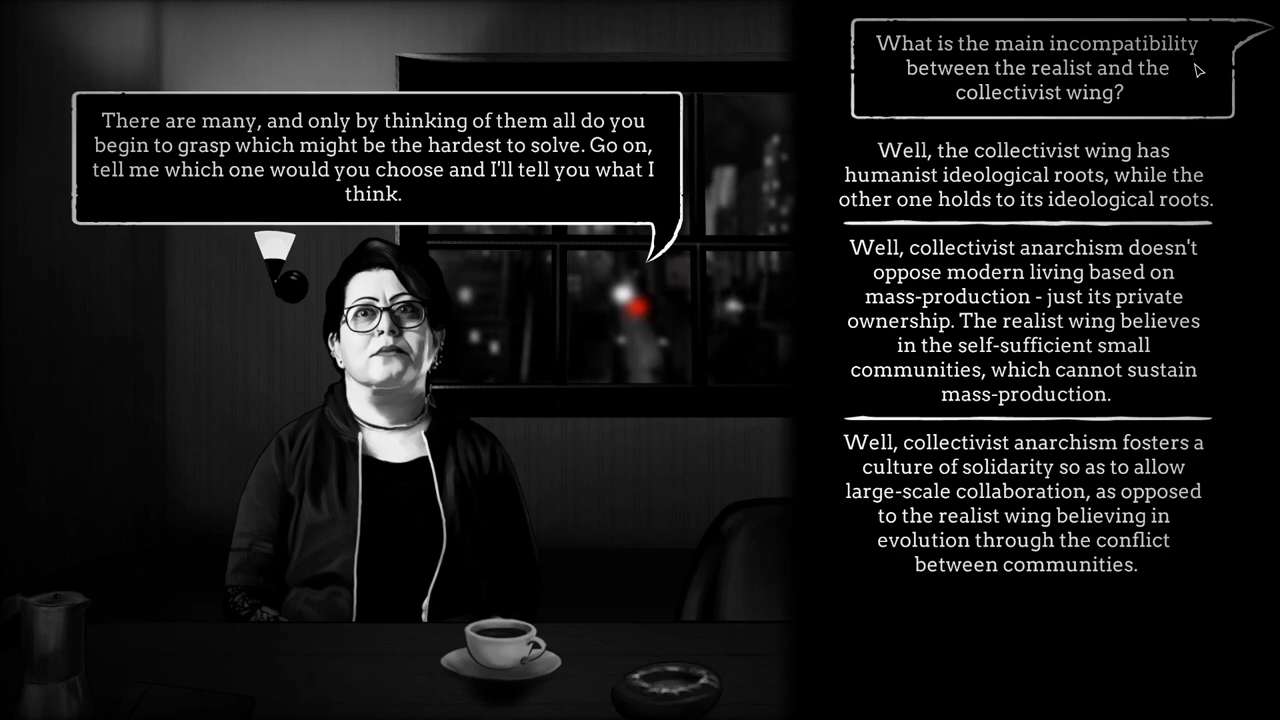 There are many, and only by thinking of them all do you
begin to grasp which might be the hardest to solve. Go on,
tell me which one would you choose and I'll tell you what I
think.
What is the main incompatibility
between the realist and the
collectivist wing?
Well, the collectivist wing has
humanist ideological roots, while the
other one holds to its ideological roots.
Well, collectivist anarchism doesn't
oppose modern living based on
mass-production - just its private
ownership. The realist wing believes
in the self-sufficient small
communities, which cannot sustain
mass-production.
Well, collectivist anarchism fosters a
culture of solidarity so as to allow
large-scale collaboration, as opposed
to the realist wing believing in
evolution through the conflict
between communities.